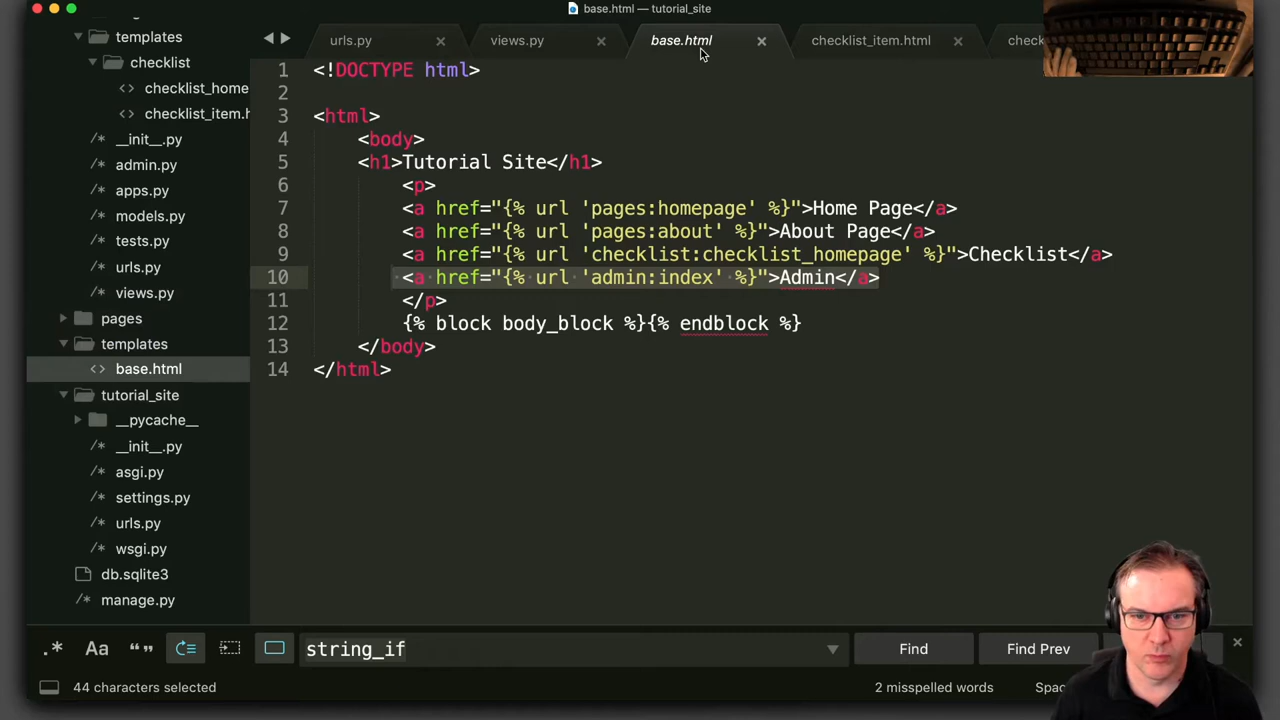 base.html — tutorial_site
templates
checklist
checklist_home
checklist_item.h
__init__.py
admin.py
apps.py
models.py
tests.py
urls.py
views.py
pages
templates
base.html
tutorial_site
__pycache__
__init__.py
asgi.py
settings.py
urls.py
wsgi.py
db.sqlite3
manage.py
urls.py
views.py
base.html
checklist_item.html
check
1 <!DOCTYPE html>
2
3 <html>
4 <body>
5 <h1>Tutorial Site</h1>
6 <p>
7 <a href="{% url 'pages:homepage' %}">Home Page</a>
8 <a href="{% url 'pages:about' %}">About Page</a>
9 <a href="{% url 'checklist:checklist_homepage' %}">Checklist</a>
10 <a href="{% url 'admin:index' %}">Admin</a>
11 </p>
12 {% block body_block %}{% endblock %}
13 </body>
14 </html>
.* Aa “” string_if Find Find Prev
44 characters selected 2 misspelled words Spac